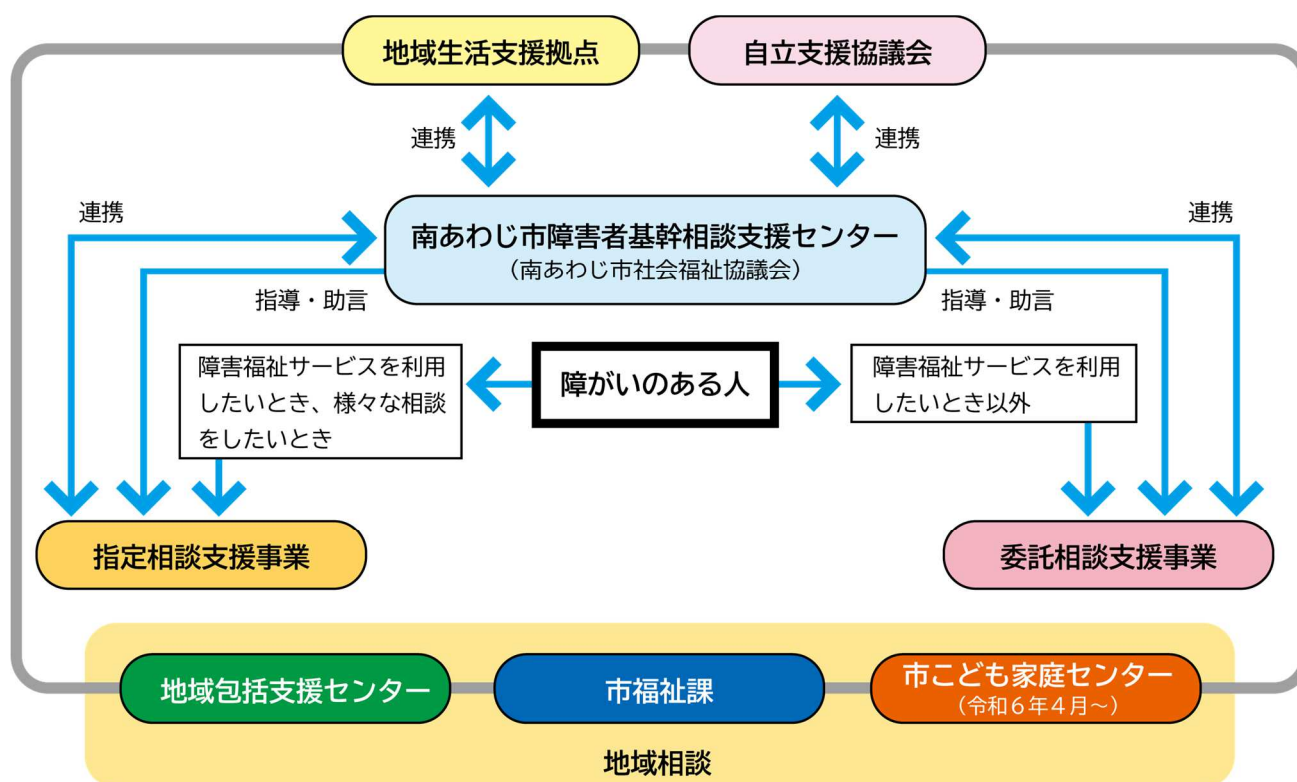 地域生活支援拠点
自立支援協議会
連携
連携
連携
連携
南あわじ市障害者基幹相談支援センター
（南あわじ市社会福祉協議会）
指導・助言
指導・助言
障害福祉サービスを利用
したいとき、様々な相談
をしたいとき
障がいのある人
障害福祉サービスを利用
したいとき以外
指定相談支援事業
委託相談支援事業
地域包括支援センター
市福祉課
市こども家庭センター
（令和６年４月～）
地域相談